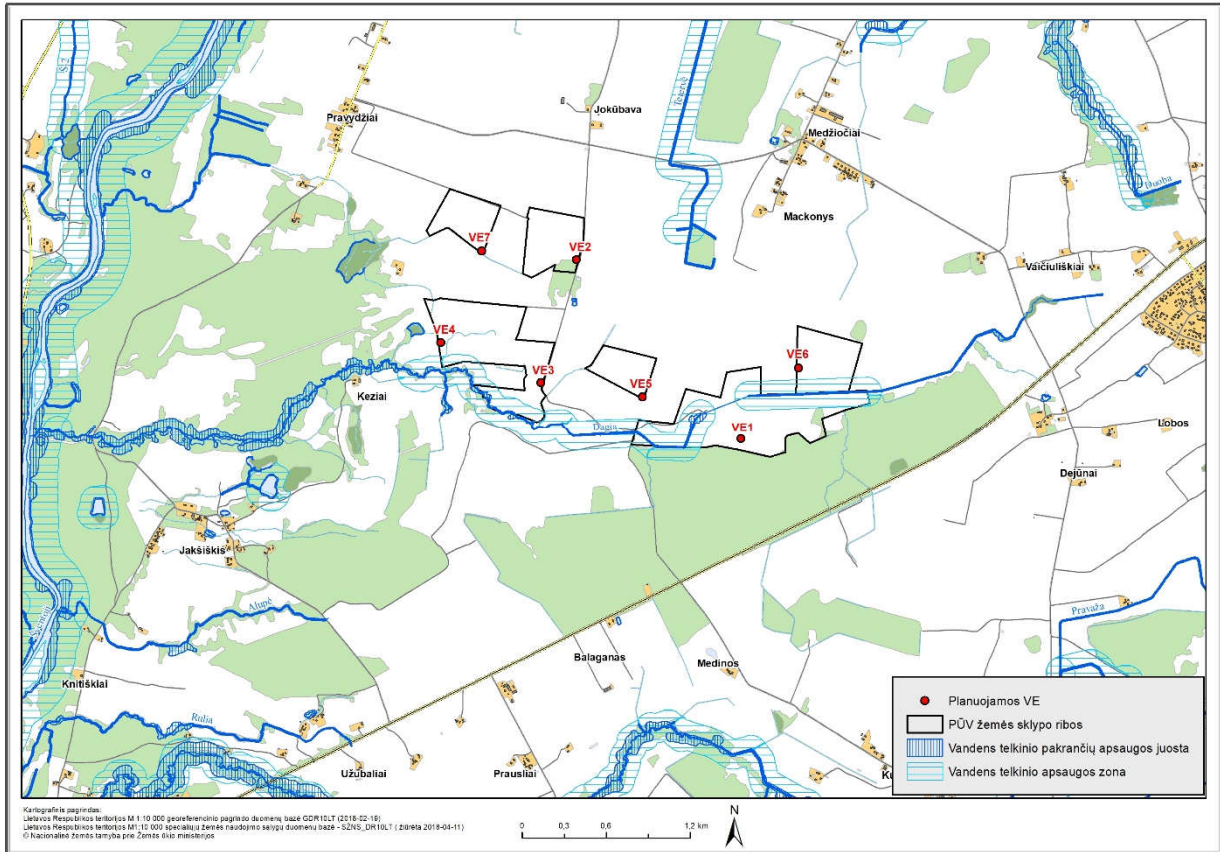 Pravydžiai
Jokūbava
Tetervė
Medžiočiai
Mackonys
Duoba
VE7
VE2
Vaičiuliškiai
VE4
VE3
VE5
VE6
Keziai
Dagia
VE1
Lobos
Dejūnai
Jakšiškis
Alupė
Pravaža
Balaganas
Medinos
Knitiškiai
Rulia
Užubaliai
Prausliai
Planuojamos VE
PŪV žemės sklypo ribos
Vandens telkinio pakrančių apsaugos juosta
Vandens telkinio apsaugos zona
Kartografinis pagrindas:
Lietuvos Respublikos teritorijos M 1:10 000 georeferencinio pagrindo duomenų bazė GDR10LT (2018-02-19)
Lietuvos Respublikos teritorijos M1:10 000 specialiųjų žemės naudojimo sąlygų duomenų bazė - SŽNS_DR10LT ( žiūrėta 2018-04-11)
© Nacionalinė žemės tarnyba prie Žemės ūkio ministerijos
0 0,3 0,6 1,2 km
N